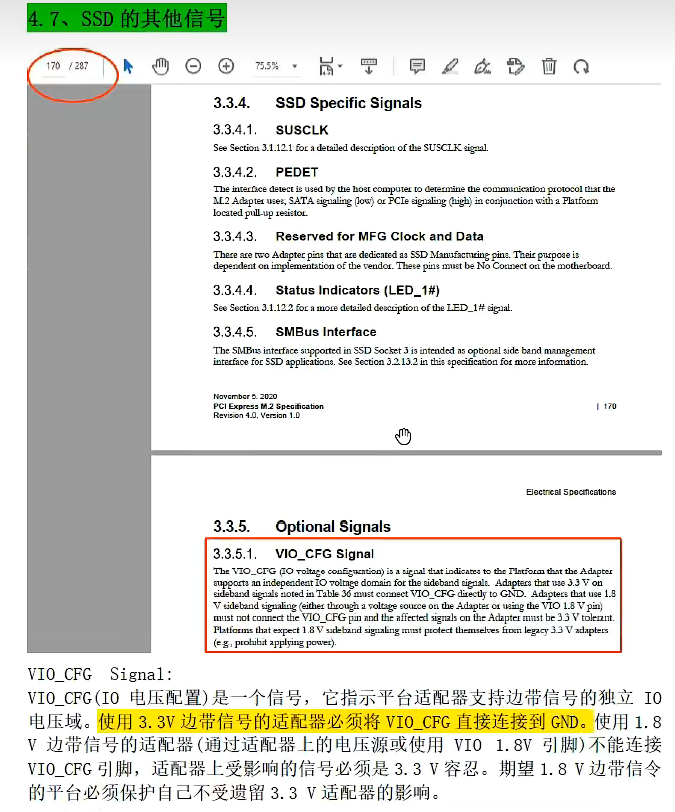 4.7、SSD 的其他信号
170 / 287
75.5%
3.3.4. SSD Specific Signals
3.3.4.1. SUSCLK
See Section 3.1.12.1 for a detailed description of the SUSCLK signal.
3.3.4.2. PEDET
The interface detect is used by the host computer to determine the communication protocol that the
M.2 Adapter uses; SATA signaling (low) or PCIe signaling (high) in conjunction with a Platform
located pull-up resistor.
3.3.4.3. Reserved for MFG Clock and Data
There are two Adapter pins that are dedicated as SSD Manufacturing pins. Their purpose is
dependent on implementation of the vendor. These pins must be No Connect on the motherboard.
3.3.4.4. Status Indicators (LED_1#)
See Section 3.1.12.2 for a more detailed description of the LED_1# signal.
3.3.4.5. SMBus Interface
The SMBus interface supported in SSD Socket 3 is intended as optional side band management
interface for SSD applications. See Section 3.2.13.2 in this specification for more information.
November 5, 2020
PCI Express M.2 Specification | 170
Revision 4.0, Version 1.0
Electrical Specifications
3.3.5. Optional Signals
3.3.5.1. VIO_CFG Signal
The VIO_CFG (IO voltage configuration) is a signal that indicates to the Platform that the Adapter
supports an independent IO voltage domain for the sideband signals. Adapters that use 3.3 V on
sideband signals noted in Table 36 must connect VIO_CFG directly to GND. Adapters that use 1.8
V sideband signaling (either through a voltage source on the Adapter or using the VIO 1.8 V pin)
must not connect the VIO_CFG pin and the affected signals on the Adapter must be 3.3 V tolerant.
Platforms that expect 1.8 V sideband signaling must protect themselves from legacy 3.3 V adapters
(e.g., prohibit applying power).
VIO_CFG Signal:
VIO_CFG(IO 电压配置)是一个信号，它指示平台适配器支持边带信号的独立 IO
电压域。使用 3.3V 边带信号的适配器必须将 VIO_CFG 直接连接到 GND。使用 1.8
V 边带信号的适配器(通过适配器上的电压源或使用 VIO 1.8V 引脚)不能连接
VIO_CFG 引脚，适配器上受影响的信号必须是 3.3 V 容忍。期望 1.8 V 边带信令
的平台必须保护自己不受遗留 3.3 V 适配器的影响。